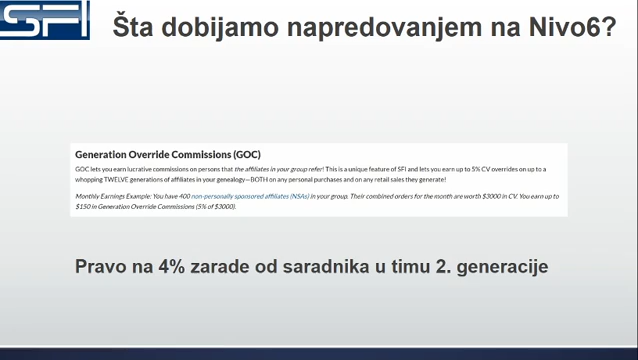 SFI
Šta dobijamo napredovanjem na Nivo6?
Generation Override Commissions (GOC)
GOC lets you earn lucrative commissions on persons that the affiliates in your group refer! This is a unique feature of SFI and lets you earn up to 5% CV overrides on up to a
whopping TWELVE generations of affiliates in your genealogy—BOTH on any personal purchases and on any retail sales they generate!
Monthly Earnings Example: You have 400 non-personally sponsored affiliates (NSAs) in your group. Their combined orders for the month are worth $3000 in CV. You earn up to
$150 in Generation Override Commissions (5% of $3000).
Pravo na 4% zarade od saradnika u timu 2. generacije